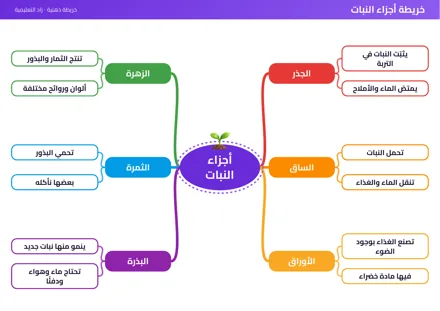 خريطة أجزاء النبات
خريطة ذهنية - زاد التعليمية
أجزاء
النبات
الجذر
يثبّت النبات في
التربة
يمتص الماء والأملاح
الساق
تحمل النبات
تنقل الماء والغذاء
الأوراق
تصنع الغذاء بوجود
الضوء
فيها مادة خضراء
الزهرة
تنتج الثمار والبذور
ألوان وروائح مختلفة
الثمرة
تحمي البذور
بعضها نأكله
البذرة
ينمو منها نبات جديد
تحتاج ماء وهواء
ودفئًا